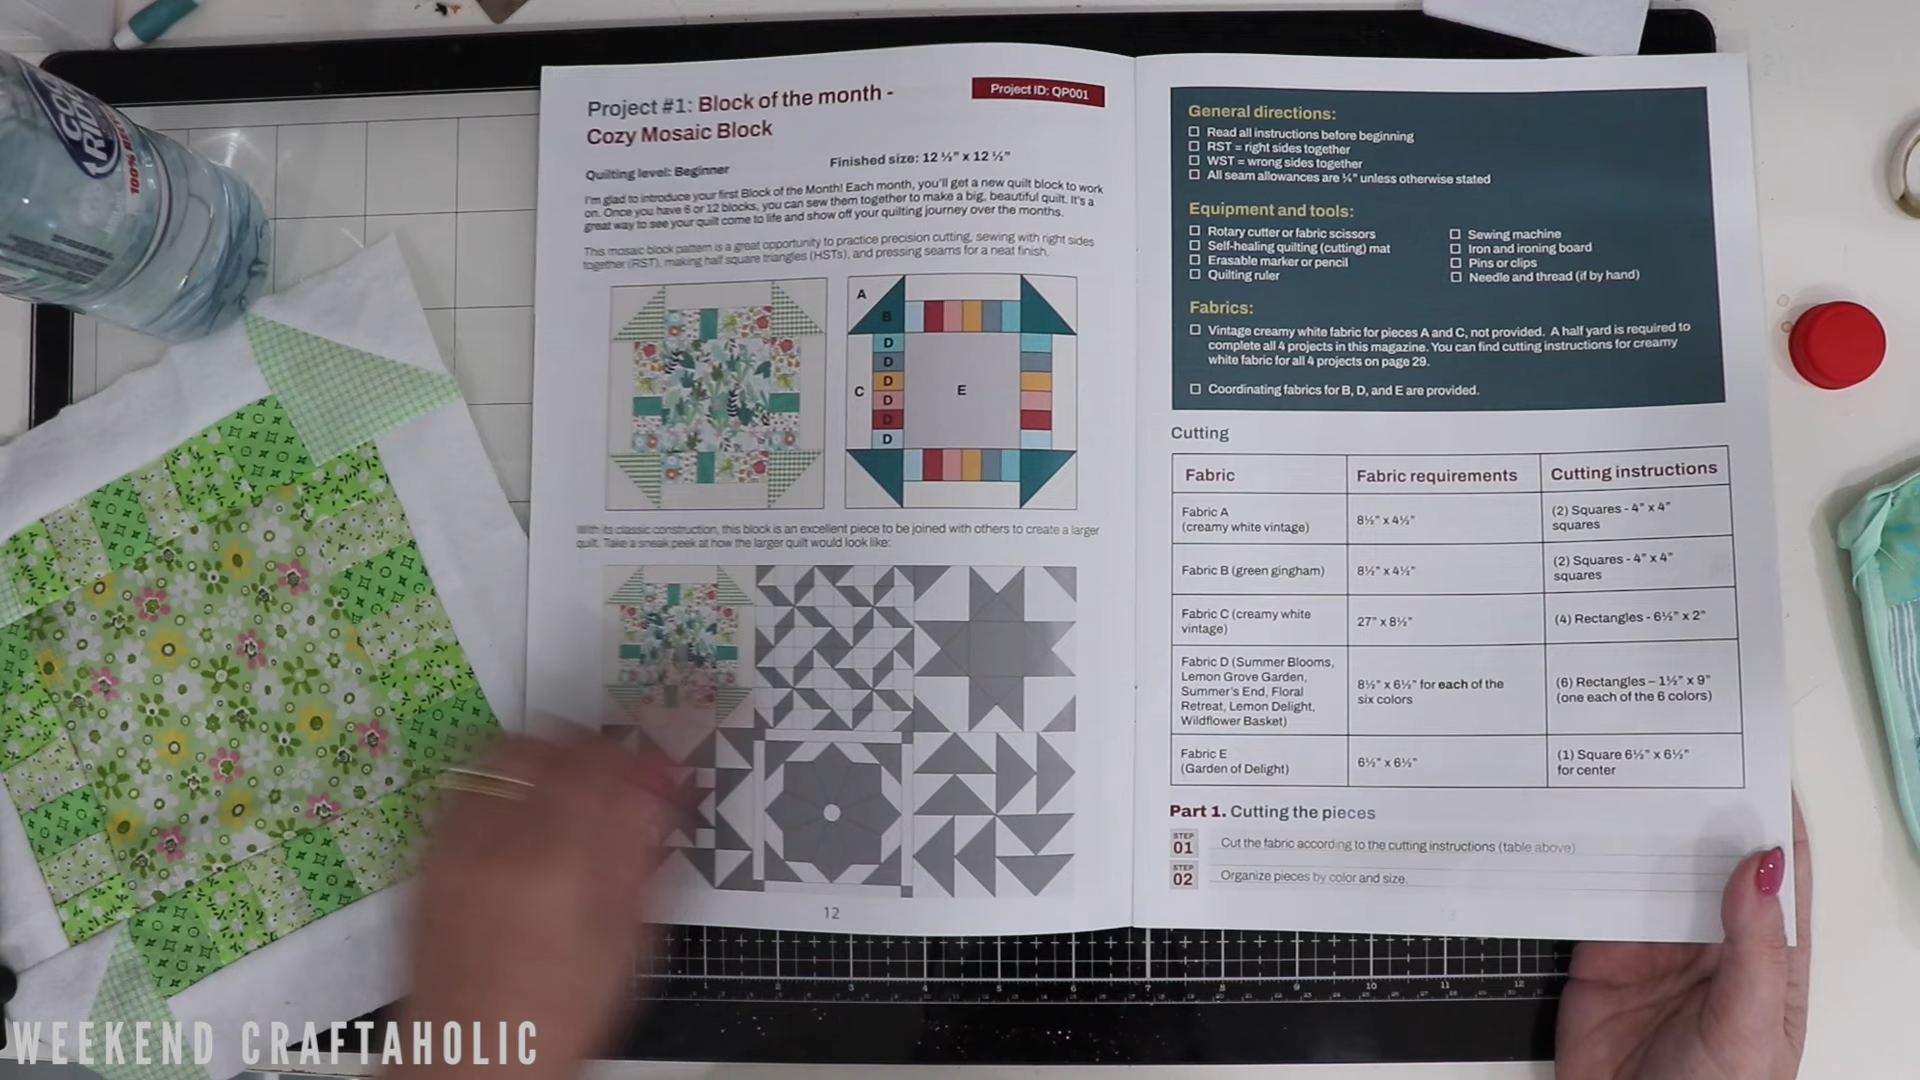 Project #1: Block of the month -
Cozy Mosaic Block
Project ID: QP001
Quilting level: Beginner
Finished size: 12 ½" x 12 ½"
I'm glad to introduce your first Block of the Month! Each month, you'll get a new quilt block to work
on. Once you have 6 or 12 blocks, you can sew them together to make a big, beautiful quilt. It's a
great way to see your quilt come to life and show off your quilting journey over the months.
This mosaic block pattern is a great opportunity to practice precision cutting, sewing with right sides
together (RST), making half square triangles (HSTs), and pressing seams for a neat finish.
A
B
D
D
C
D
D
D
D
E
With its classic construction, this block is an excellent piece to be joined with others to create a larger
quilt. Take a sneak peek at how the larger quilt would look like:
12
General directions:
Read all instructions before beginning
RST = right sides together
WST = wrong sides together
All seam allowances are ¼" unless otherwise stated
Equipment and tools:
Rotary cutter or fabric scissors
Self-healing quilting (cutting) mat
Erasable marker or pencil
Quilting ruler
Sewing machine
Iron and ironing board
Pins or clips
Needle and thread (if by hand)
Fabrics:
Vintage creamy white fabric for pieces A and C, not provided. A half yard is required to
complete all 4 projects in this magazine. You can find cutting instructions for creamy
white fabric for all 4 projects on page 29.
Coordinating fabrics for B, D, and E are provided.
Cutting
Fabric
Fabric requirements
Cutting instructions
Fabric A
(creamy white vintage)
8½" x 4½"
(2) Squares - 4" x 4"
squares
Fabric B (green gingham)
8½" x 4½"
(2) Squares - 4" x 4"
squares
Fabric C (creamy white
vintage)
27" x 8½"
(4) Rectangles - 6½" x 2"
Fabric D (Summer Blooms,
Lemon Grove Garden,
Summer's End, Floral
Retreat, Lemon Delight,
Wildflower Basket)
8½" x 6½" for each of the
six colors
(6) Rectangles – 1½" x 9"
(one each of the 6 colors)
Fabric E
(Garden of Delight)
6½" x 6½"
(1) Square 6½" x 6½"
for center
Part 1. Cutting the pieces
STEP
01
Cut the fabric according to the cutting instructions (table above)
STEP
02
Organize pieces by color and size.
1
2
3
4
5
6
7
8
9
10
11
12
100%
WEEKEND CRAFTAHOLIC